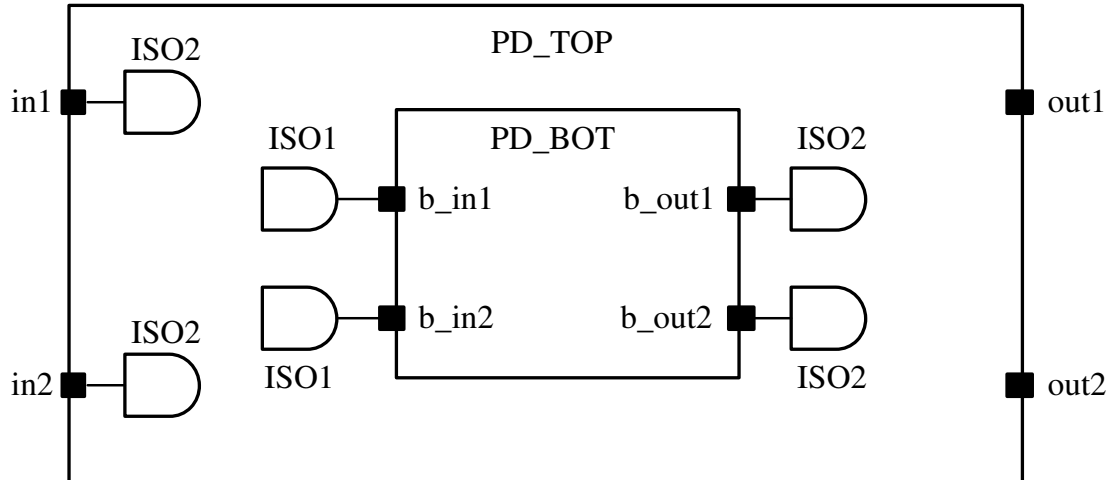 PD_TOP
ISO2
in1
out1
ISO1
PD_BOT
ISO2
b_in1
b_out1
b_in2
b_out2
ISO2
ISO1
ISO2
in2
out2